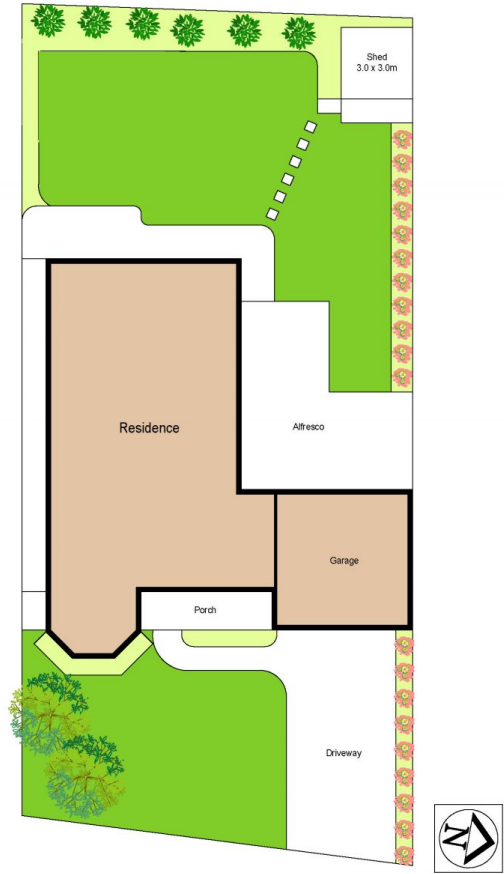 Shed
3.0 x 3.0m
Residence
Alfresco
Garage
Porch
Driveway
N